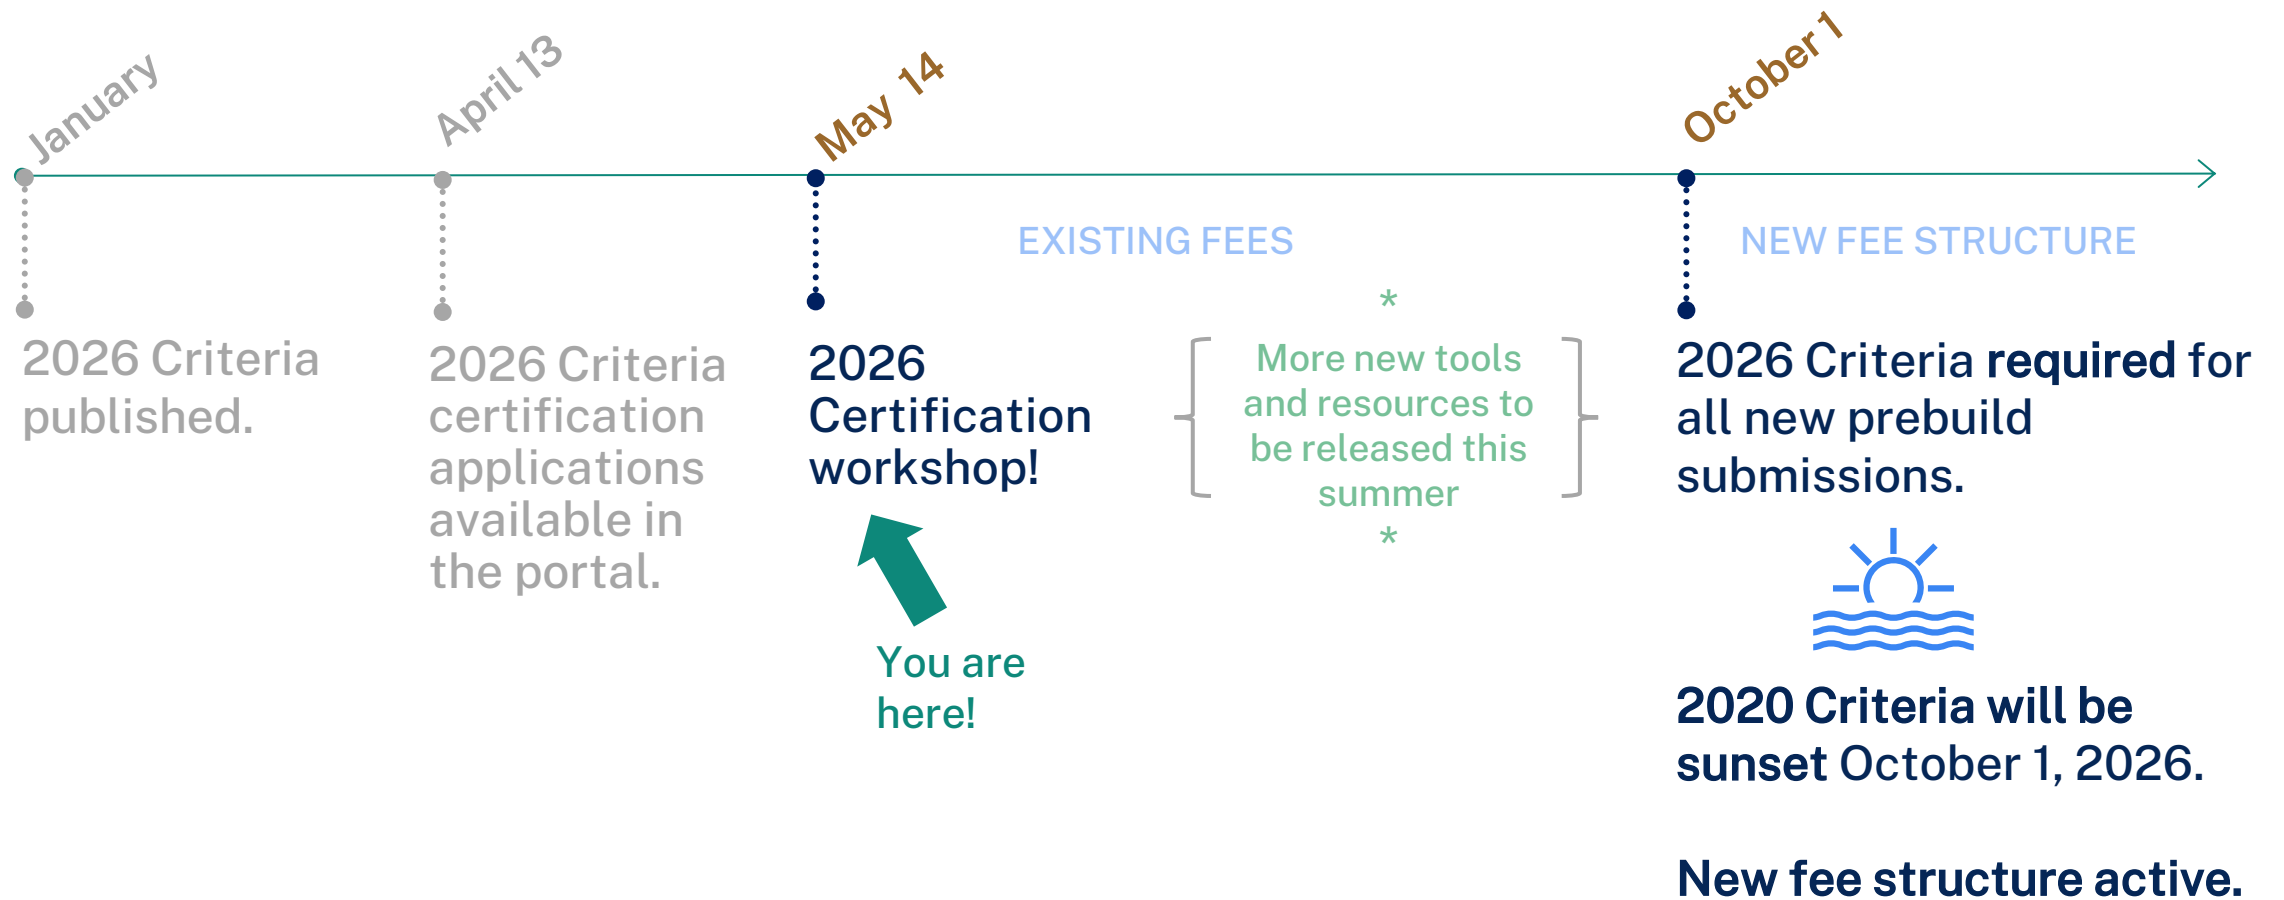 January
April 13
May 14
October 1
EXISTING FEES
NEW FEE STRUCTURE
2026 Criteria
published.
2026 Criteria
certification
applications
available in
the portal.
2026
Certification
workshop!
You are
here!
*
More new tools
and resources to
be released this
summer
*
2026 Criteria required for
all new prebuild
submissions.
2020 Criteria will be
sunset October 1, 2026.
New fee structure active.